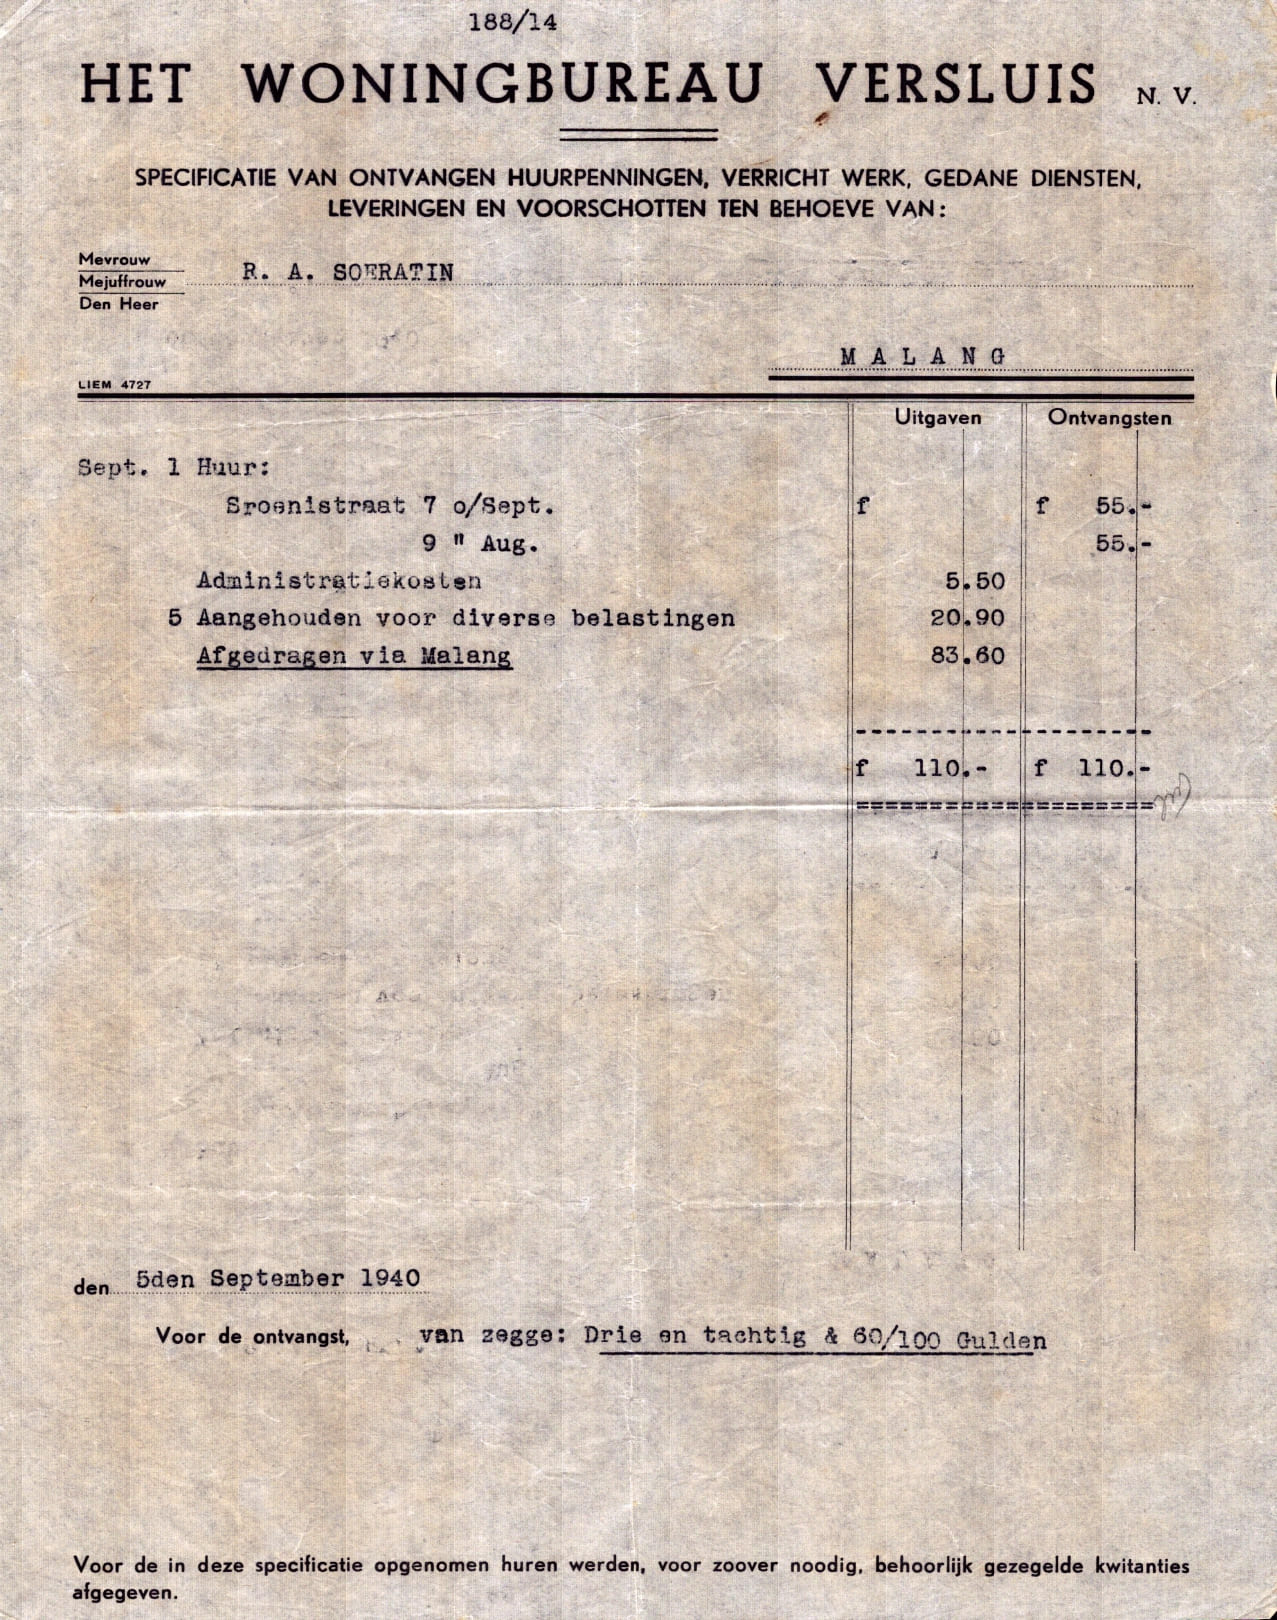 188/14
HET WONINGBUREAU VERSLUIS N. V.
SPECIFICATIE VAN ONTVANGEN HUURPENNINGEN, VERRICHT WERK, GEDANE DIENSTEN,
LEVERINGEN EN VOORSCHOTTEN TEN BEHOEVE VAN:
Mevrouw
Mejuffrouw R. A. SOERATIN
Den Heer
MALANG
LIEM 4727
Uitgaven Ontvangsten
Sept. 1 Huur:
Sroenistraat 7 o/Sept. f f 55.-
9 " Aug. 55.-
Administratiekosten 5.50
5 Aangehouden voor diverse belastingen 20.90
Afgedragen via Malang 83.60
f 110.- f 110.-
den 5den September 1940
Voor de ontvangst, van zegge: Drie en tachtig & 60/100 Gulden
Voor de in deze specificatie opgenomen huren werden, voor zoover noodig, behoorlijk gezegelde kwitanties
afgegeven.